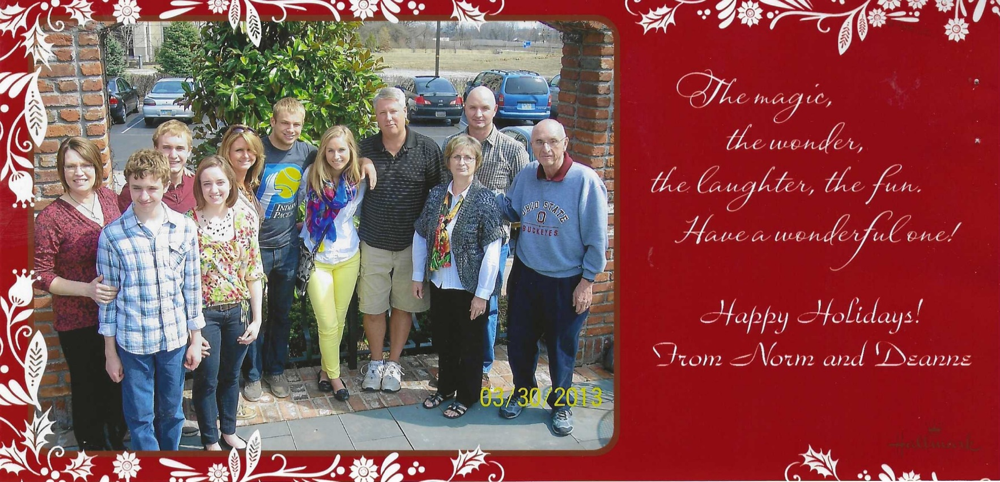 The magic,
the wonder,
the laughter, the fun.
Have a wonderful one!
Happy Holidays!
From Norm and Deanne
INDIANA
PACERS
OHIO STATE
O
BUCKEYES
03/30/2013
Hallmark